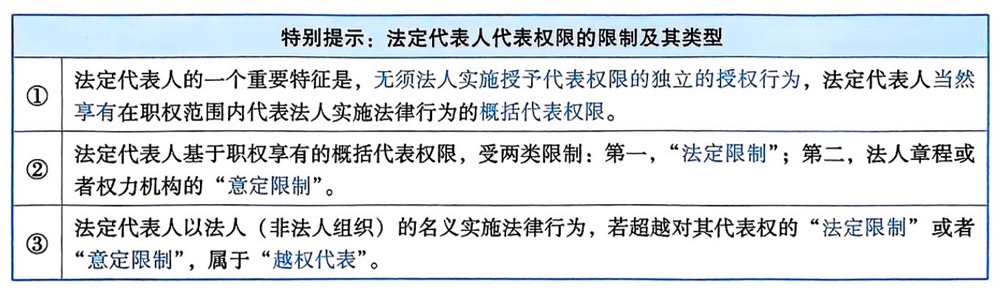 特别提示：法定代表人代表权限的限制及其类型
①
法定代表人的一个重要特征是，无须法人实施授予代表权限的独立的授权行为，法定代表人当然
享有在职权范围内代表法人实施法律行为的概括代表权限。
②
法定代表人基于职权享有的概括代表权限，受两类限制：第一，“法定限制”；第二，法人章程或
者权力机构的“意定限制”。
③
法定代表人以法人（非法人组织）的名义实施法律行为，若超越对其代表权的“法定限制”或者
“意定限制”，属于“越权代表”。